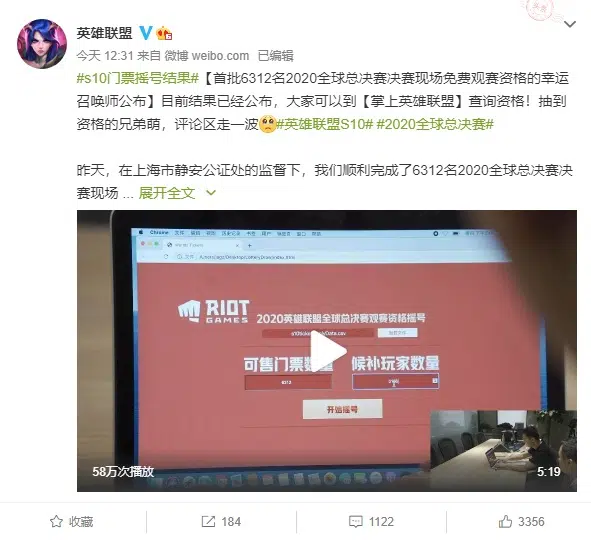 英雄联盟
今天 12:31 来自 微博 weibo.com 已编辑
#s10门票摇号结果#【首批6312名2020全球总决赛决赛现场免费观赛资格的幸运
召唤师公布】目前结果已经公布，大家可以到【掌上英雄联盟】查询资格！抽到
资格的兄弟萌，评论区走一波🥺#英雄联盟S10# #2020全球总决赛#
昨天，在上海市静安公证处的监督下，我们顺利完成了6312名2020全球总决赛决
赛现场 ... 展开全文
Chrome 文件
RIOT
GAMES
2020英雄联盟全球总决赛观赛资格摇号
可售门票数量 候补玩家数量
6312
开始摇号
58万次播放 5:19
收藏 184 1122 3356